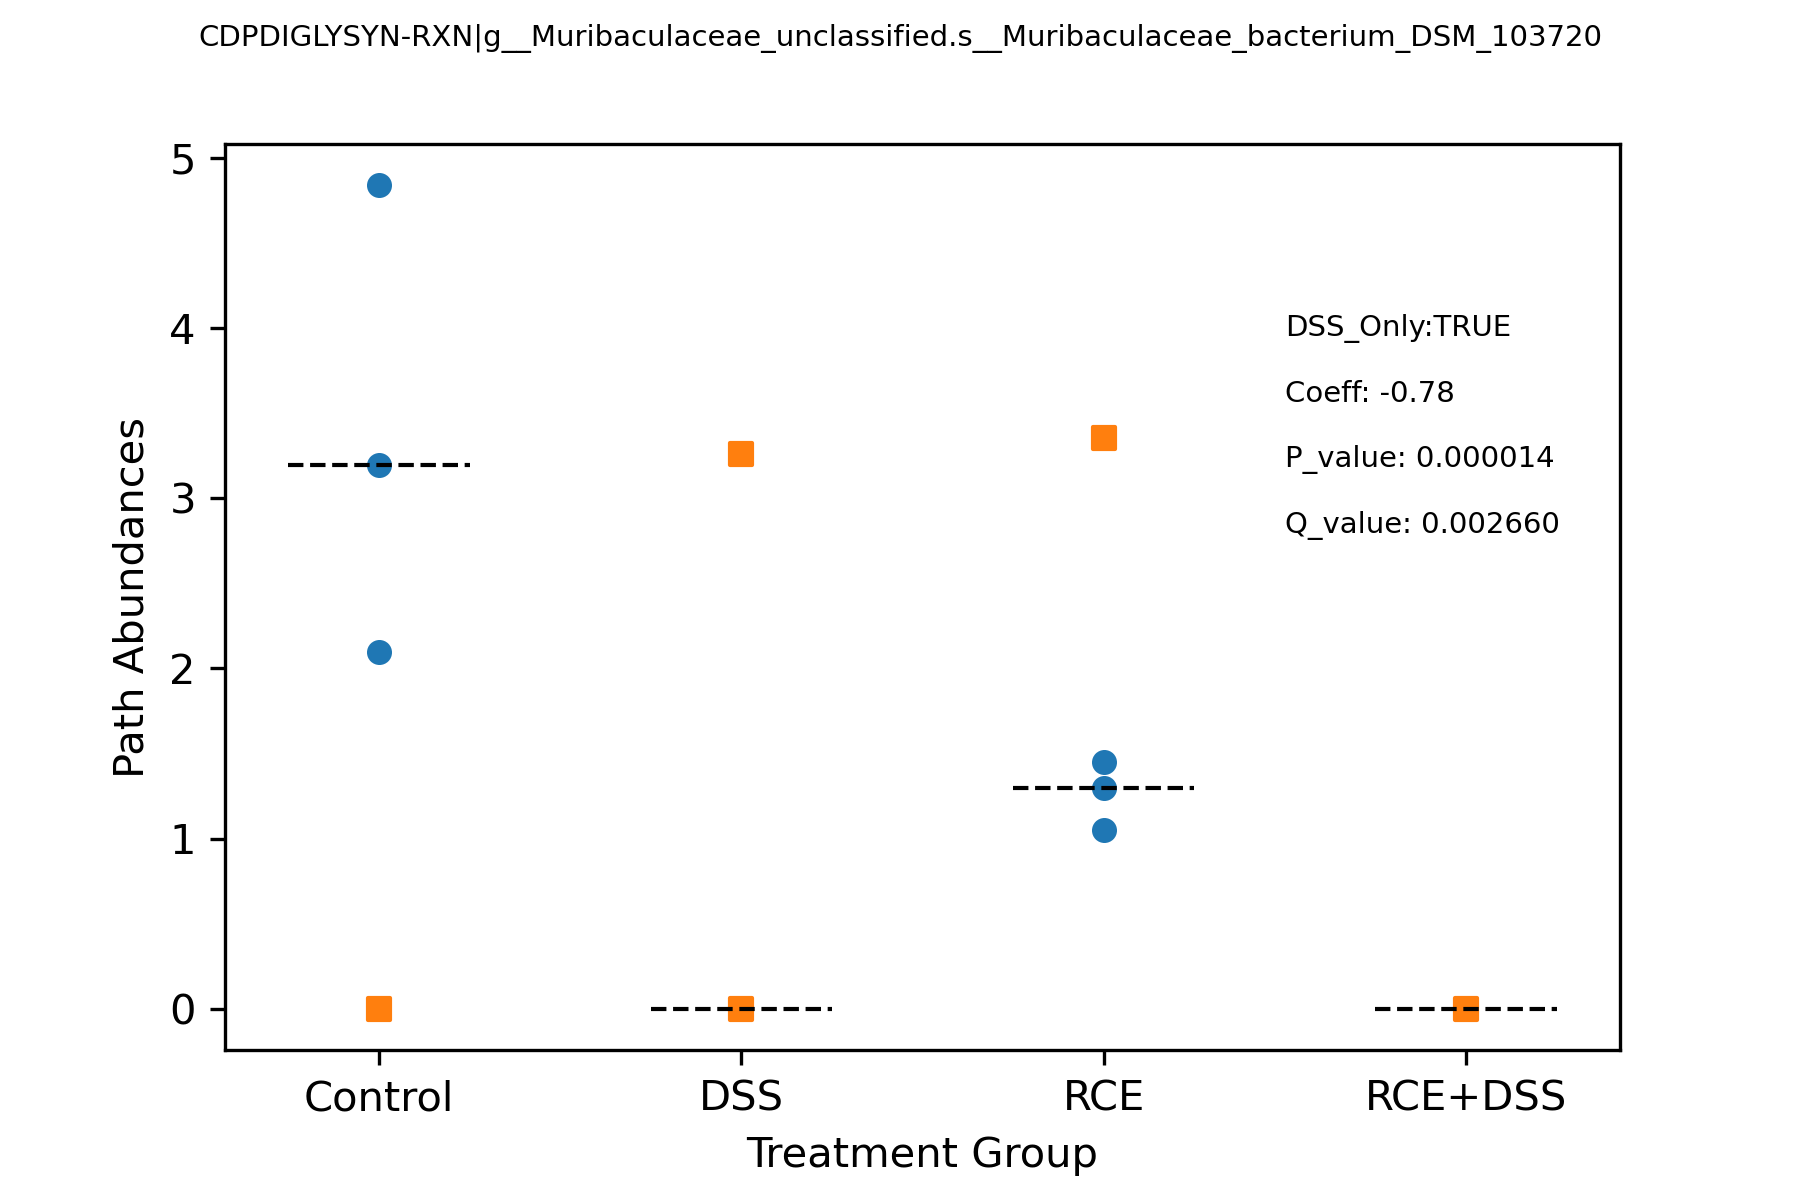 CDPDIGLYSYN-RXN|g__Muribaculaceae_unclassified.s__Muribaculaceae_bacterium_DSM_103720
5
4
3
2
1
0
Path Abundances
DSS_Only:TRUE
Coeff: -0.78
P_value: 0.000014
Q_value: 0.002660
Control
DSS
RCE
RCE+DSS
Treatment Group